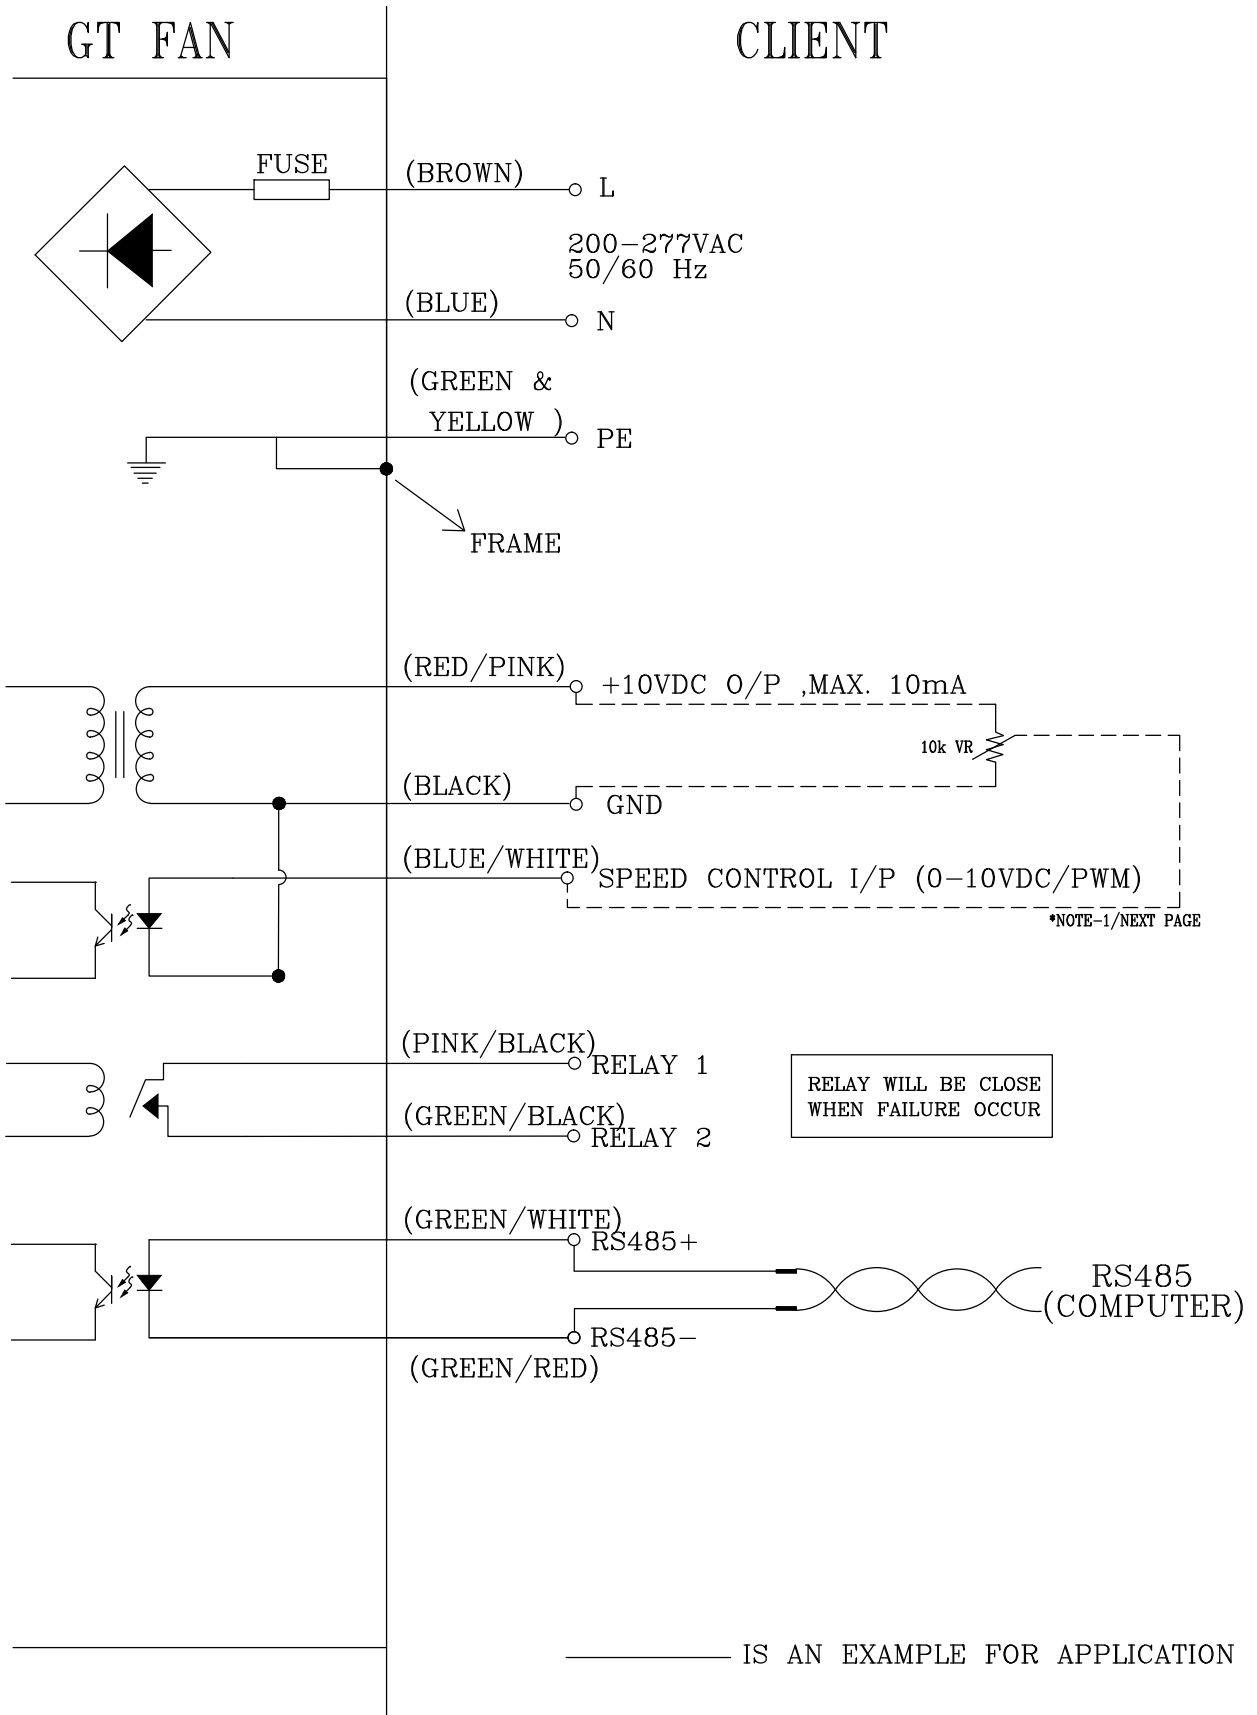 GT FAN
CLIENT
FUSE
(BROWN)
L
200-277VAC
50/60 Hz
(BLUE)
N
(GREEN &
YELLOW )
PE
FRAME
(RED/PINK)
+10VDC O/P ,MAX. 10mA
10k VR
(BLACK)
GND
(BLUE/WHITE)
SPEED CONTROL I/P (0-10VDC/PWM)
*NOTE-1/NEXT PAGE
(PINK/BLACK)
RELAY 1
RELAY WILL BE CLOSE
WHEN FAILURE OCCUR
(GREEN/BLACK)
RELAY 2
(GREEN/WHITE)
RS485+
RS485
(COMPUTER)
RS485-
(GREEN/RED)
IS AN EXAMPLE FOR APPLICATION